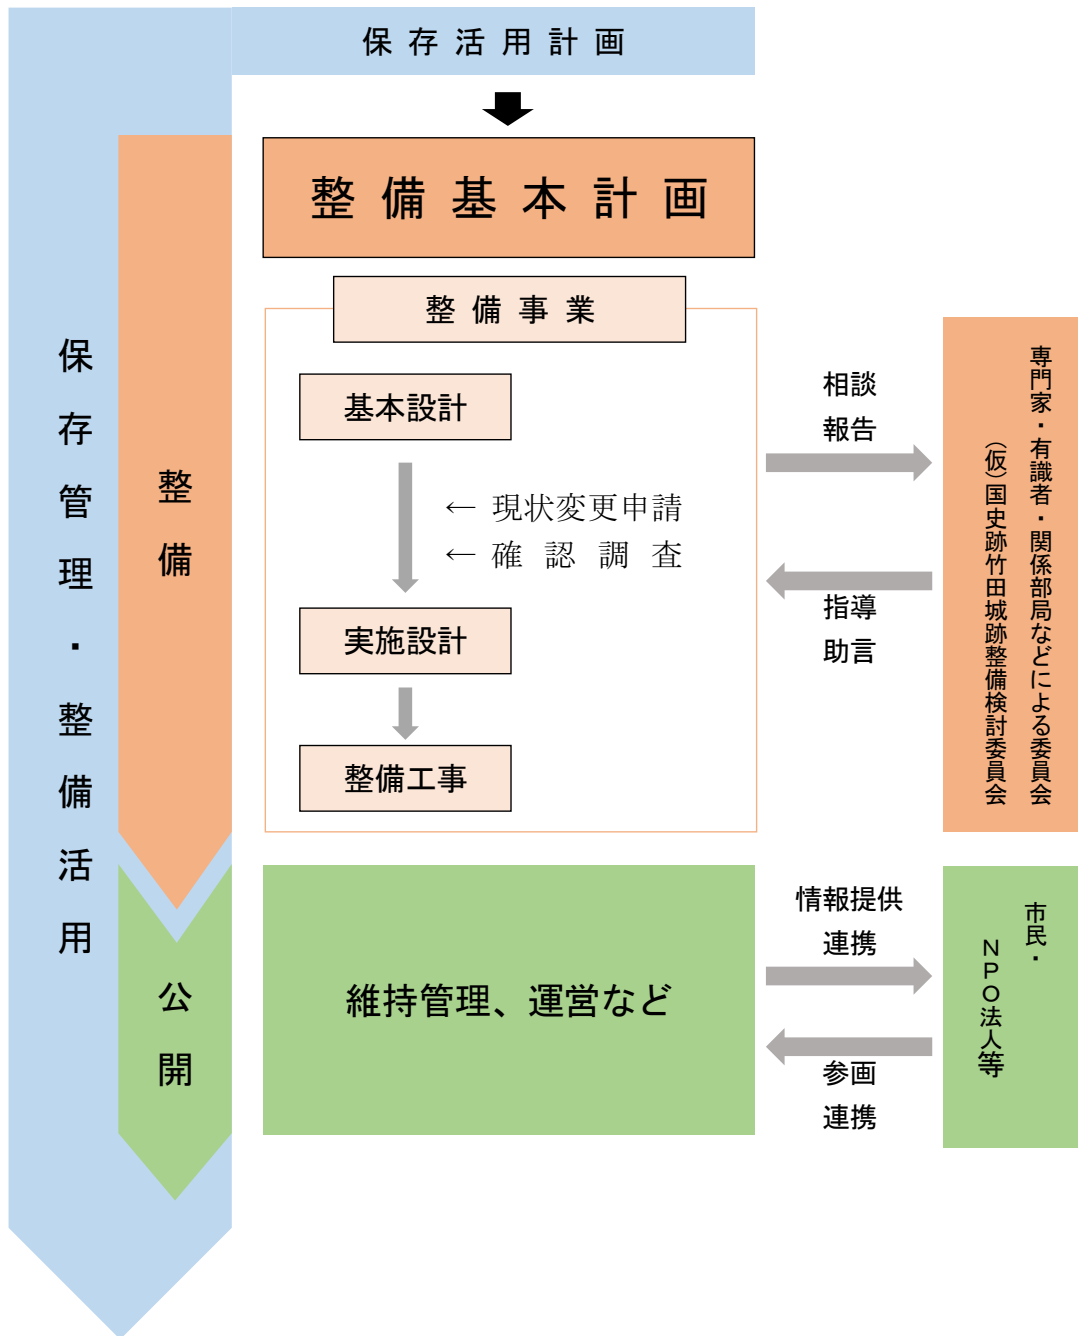 保存活用計画
整備基本計画
整備事業
基本設計
← 現状変更申請
← 確認調査
実施設計
整備工事
保存管理・整備活用
整備
公開
相談
報告
指導
助言
専門家・有識者・関係部局などによる委員会
(仮)国史跡竹田城跡整備検討委員会
維持管理、運営など
情報提供
連携
参画
連携
市民・
NPO法人等